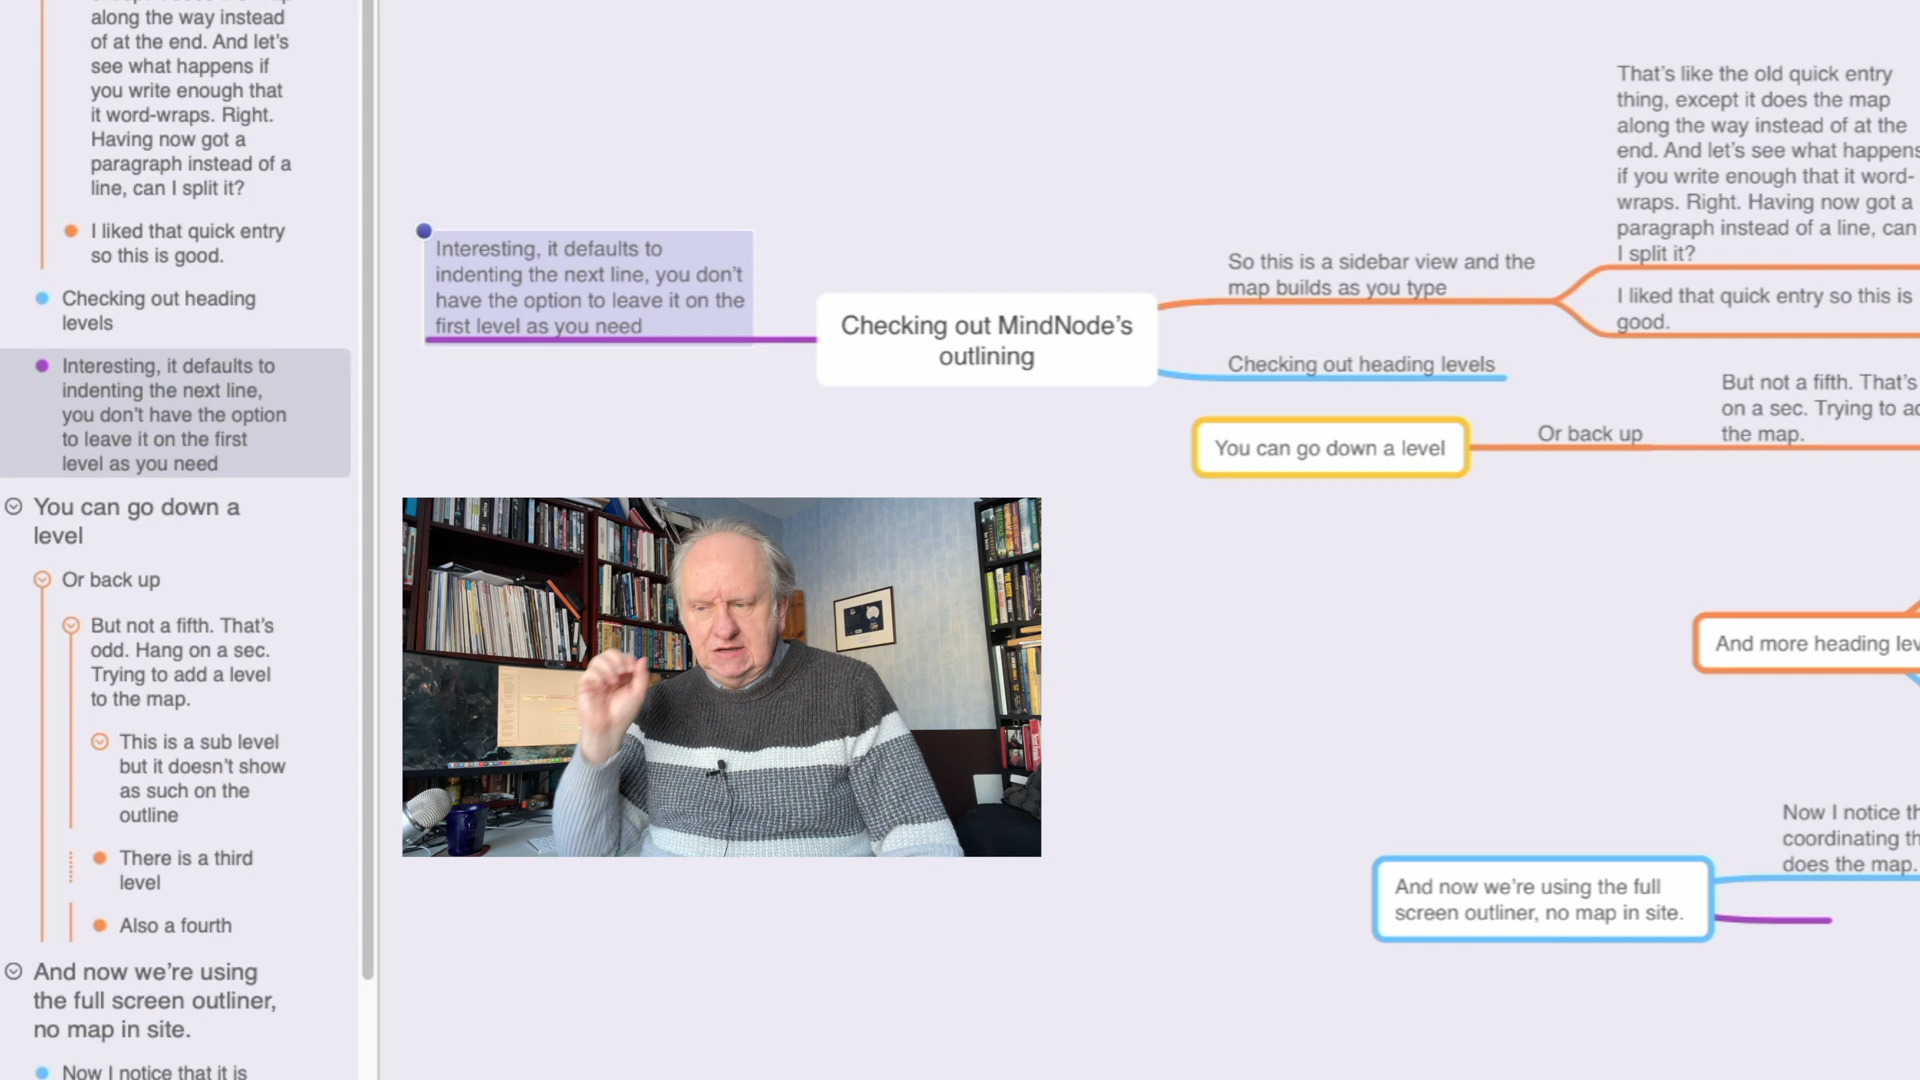 along the way instead
of at the end. And let's
see what happens if
you write enough that
it word-wraps. Right.
Having now got a
paragraph instead of a
line, can I split it?
I liked that quick entry
so this is good.
Checking out heading
levels
Interesting, it defaults to
indenting the next line,
you don't have the option
to leave it on the first
level as you need
You can go down a
level
Or back up
But not a fifth. That's
odd. Hang on a sec.
Trying to add a level
to the map.
This is a sub level
but it doesn't show
as such on the
outline
There is a third
level
Also a fourth
And now we're using
the full screen outliner,
no map in site.
Now I notice that it is
Interesting, it defaults to
indenting the next line, you don't
have the option to leave it on the
first level as you need
Checking out MindNode's
outlining
So this is a sidebar view and the
map builds as you type
That's like the old quick entry
thing, except it does the map
along the way instead of at the
end. And let's see what happens
if you write enough that it word-
wraps. Right. Having now got a
paragraph instead of a line, can
I split it?
I liked that quick entry so this is
good.
Checking out heading levels
You can go down a level
Or back up
But not a fifth. That's
on a sec. Trying to
the map.
And more heading
Now I notice
coordinating
does the map.
And now we're using the full
screen outliner, no map in site.